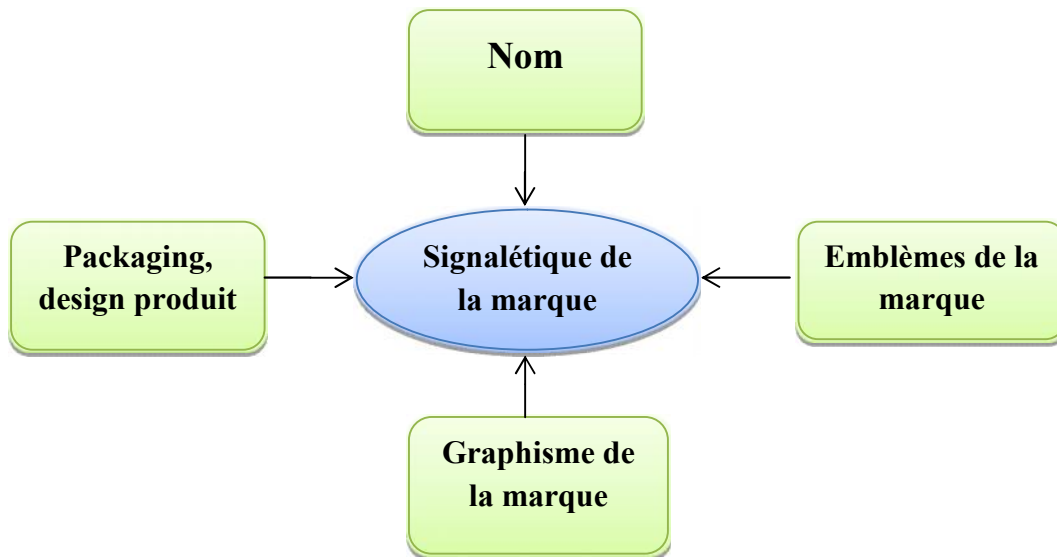 Nom
Packaging,
design produit
Signalétique de
la marque
Emblèmes de la
marque
Graphisme de
la marque